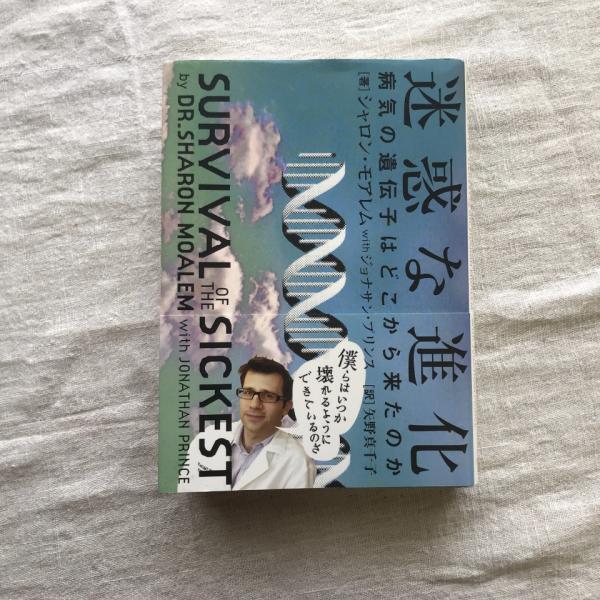 迷惑な進化
病気の遺伝子はどこから来たのか
[著]シャロン・モアレム with ジョナサン・プリンス [訳]矢野真千子
僕らはいつか
壊れるように
できているのさ
SURVIVAL OF THE SICKEST
by DR. SHARON MOALEM with JONATHAN PRINCE